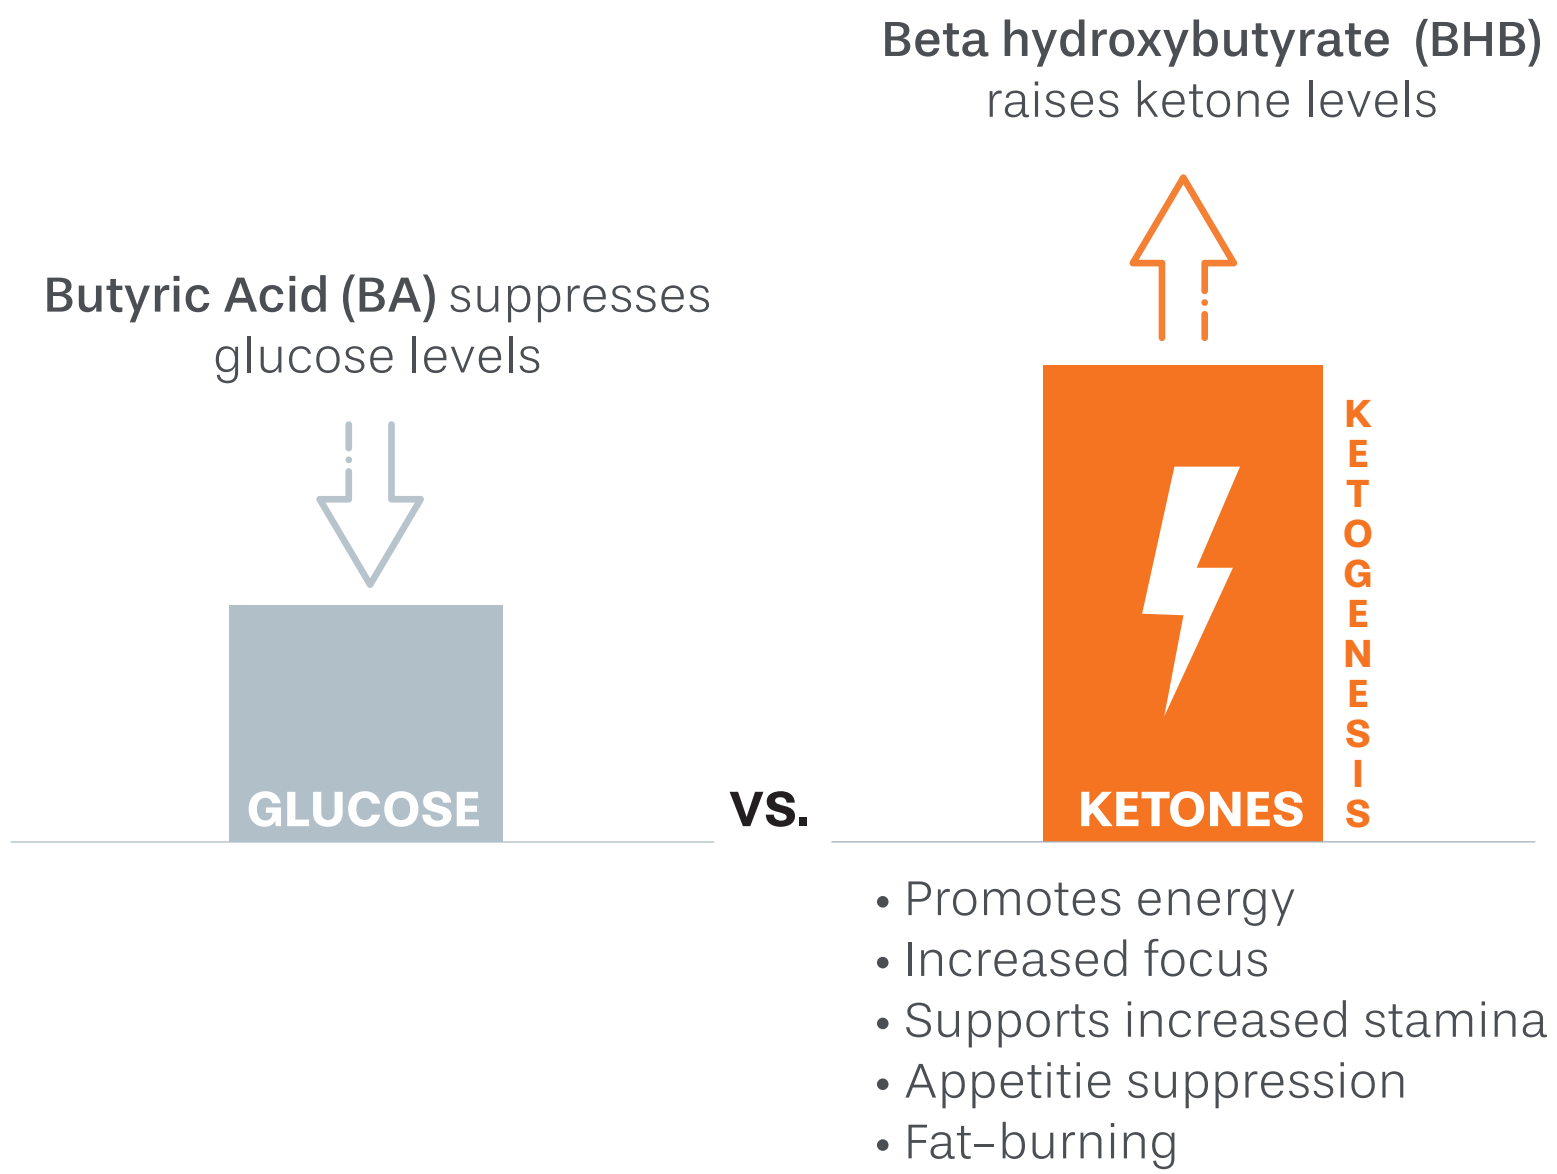 Butyric Acid (BA) suppresses
glucose levels
GLUCOSE
vs.
Beta hydroxybutyrate (BHB)
raises ketone levels
KETONES
KETOGENESIS
• Promotes energy
• Increased focus
• Supports increased stamina
• Appetitie suppression
• Fat–burning